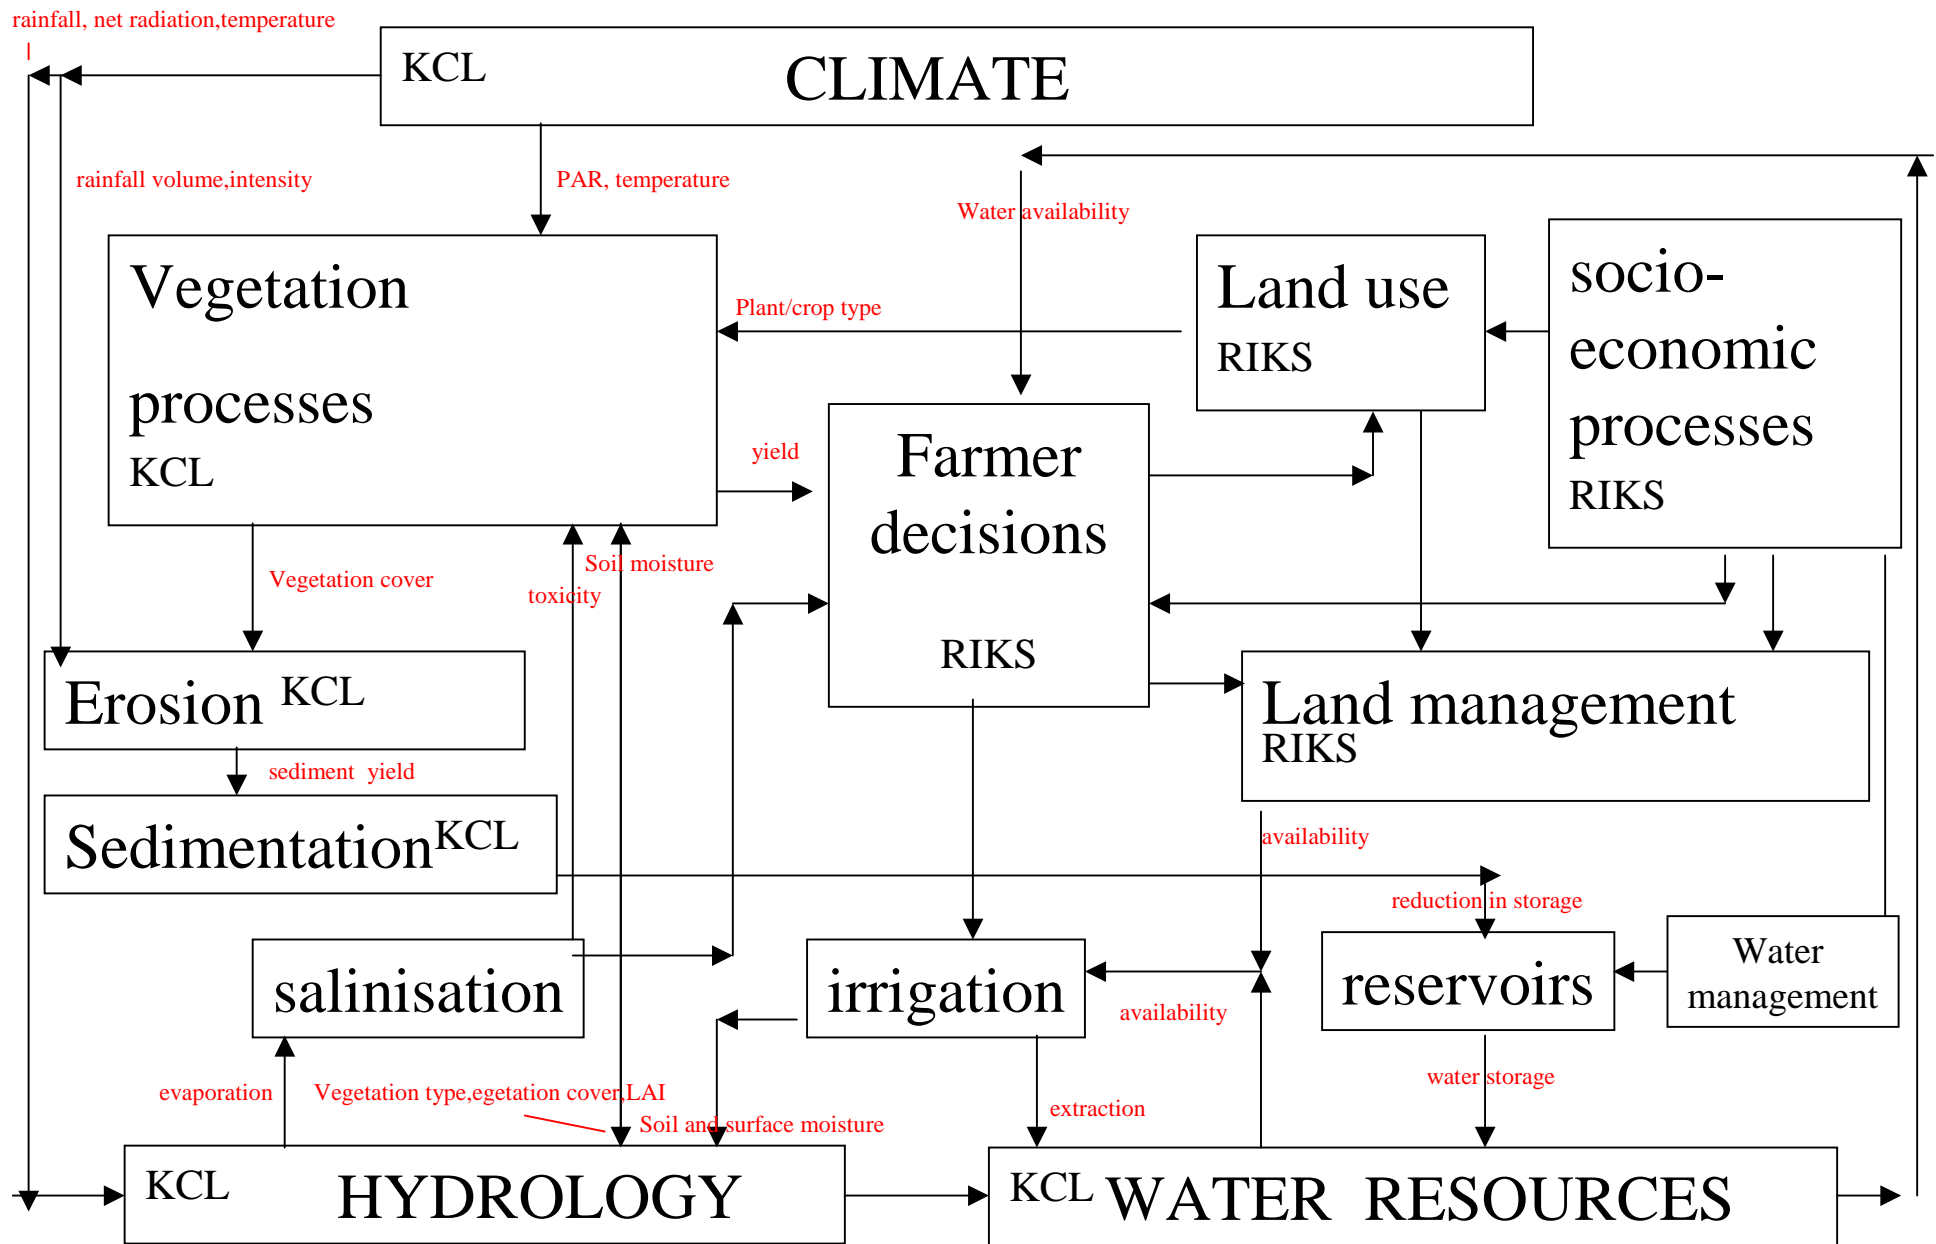 rainfall, net radiation,temperature
KCL
CLIMATE
rainfall volume,intensity
PAR, temperature
Water availability
Vegetation
processes
KCL
Plant/crop type
Land use
RIKS
socio-
economic
processes
RIKS
yield
Farmer
decisions
RIKS
Vegetation cover
Soil moisture
toxicity
Erosion KCL
Land management
RIKS
sediment yield
Sedimentation KCL
availability
reduction in storage
salinisation
irrigation
availability
reservoirs
Water
management
evaporation
Vegetation type,egetation cover,LAI
Soil and surface moisture
extraction
water storage
KCL
HYDROLOGY
KCL
WATER RESOURCES